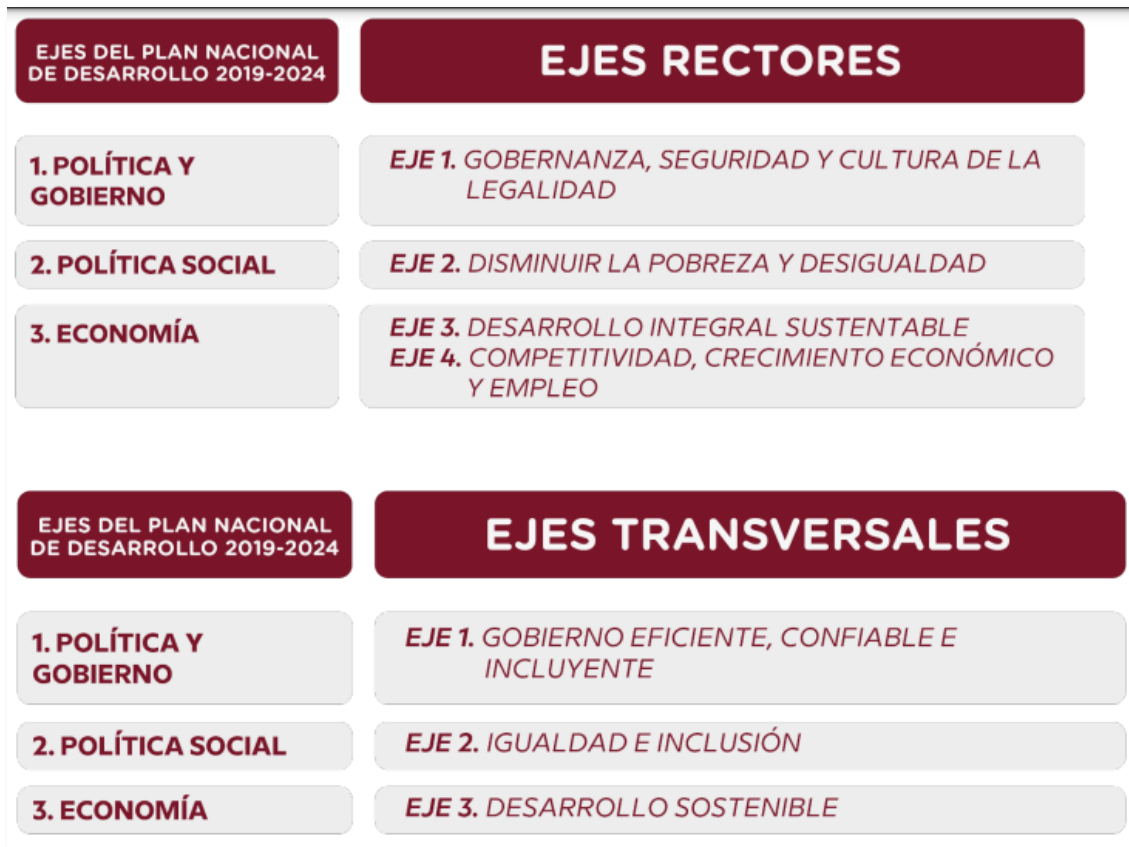 EJES DEL PLAN NACIONAL
DE DESARROLLO 2019-2024
EJES RECTORES
1. POLÍTICA Y
GOBIERNO
EJE 1. GOBERNANZA, SEGURIDAD Y CULTURA DE LA
LEGALIDAD
2. POLÍTICA SOCIAL
EJE 2. DISMINUIR LA POBREZA Y DESIGUALDAD
3. ECONOMÍA
EJE 3. DESARROLLO INTEGRAL SUSTENTABLE
EJE 4. COMPETITIVIDAD, CRECIMIENTO ECONÓMICO
Y EMPLEO
EJES DEL PLAN NACIONAL
DE DESARROLLO 2019-2024
EJES TRANSVERSALES
1. POLÍTICA Y
GOBIERNO
EJE 1. GOBIERNO EFICIENTE, CONFIABLE E
INCLUYENTE
2. POLÍTICA SOCIAL
EJE 2. IGUALDAD E INCLUSIÓN
3. ECONOMÍA
EJE 3. DESARROLLO SOSTENIBLE